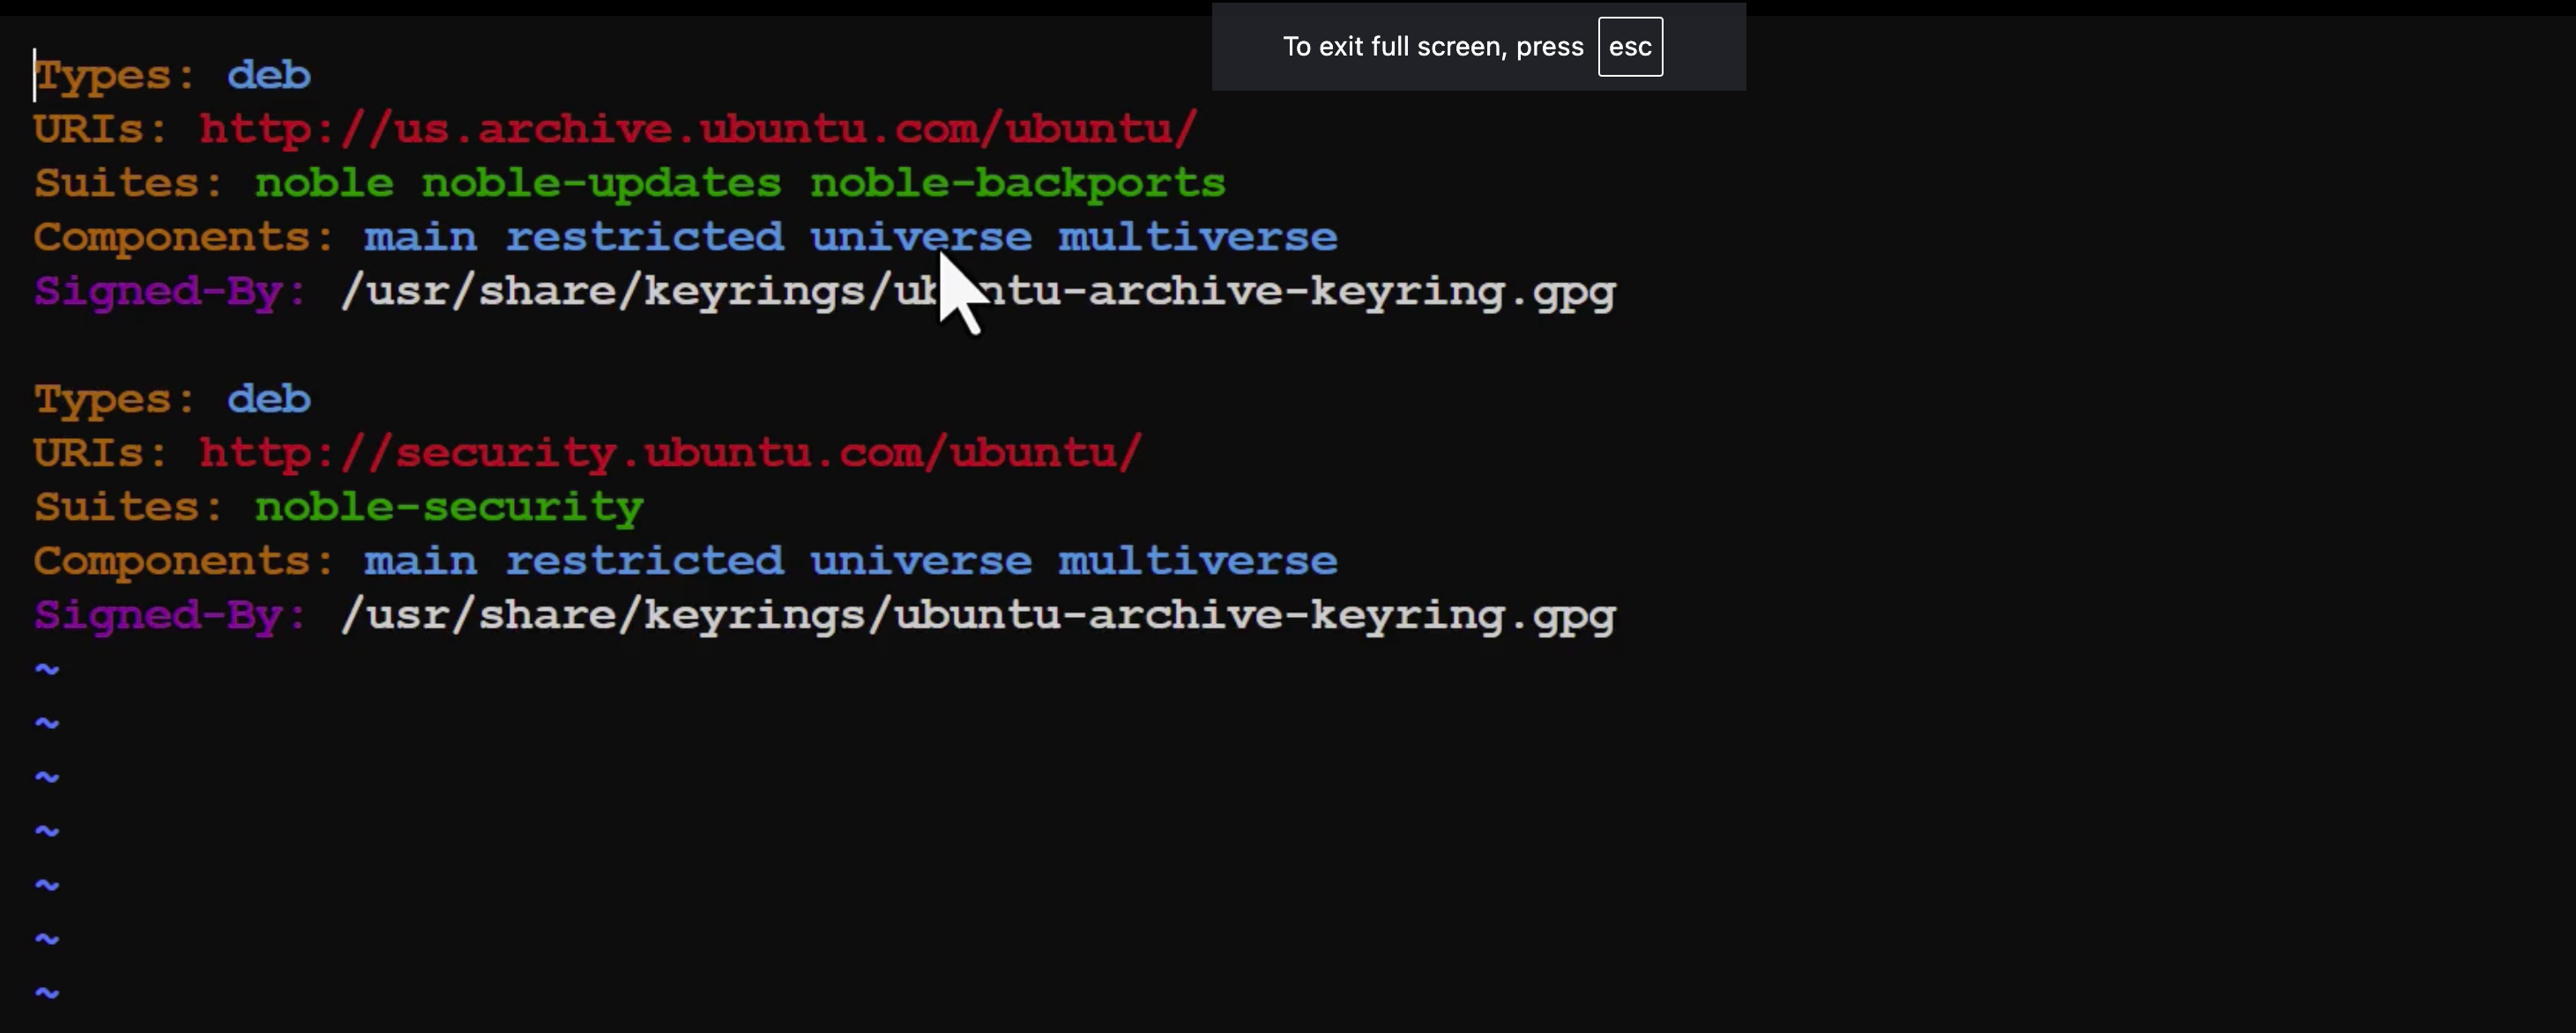 To exit full screen, press esc
Types: deb
URIs: http://us.archive.ubuntu.com/ubuntu/
Suites: noble noble-updates noble-backports
Components: main restricted universe multiverse
Signed-By: /usr/share/keyrings/ubuntu-archive-keyring.gpg

Types: deb
URIs: http://security.ubuntu.com/ubuntu/
Suites: noble-security
Components: main restricted universe multiverse
Signed-By: /usr/share/keyrings/ubuntu-archive-keyring.gpg
~
~
~
~
~
~
~